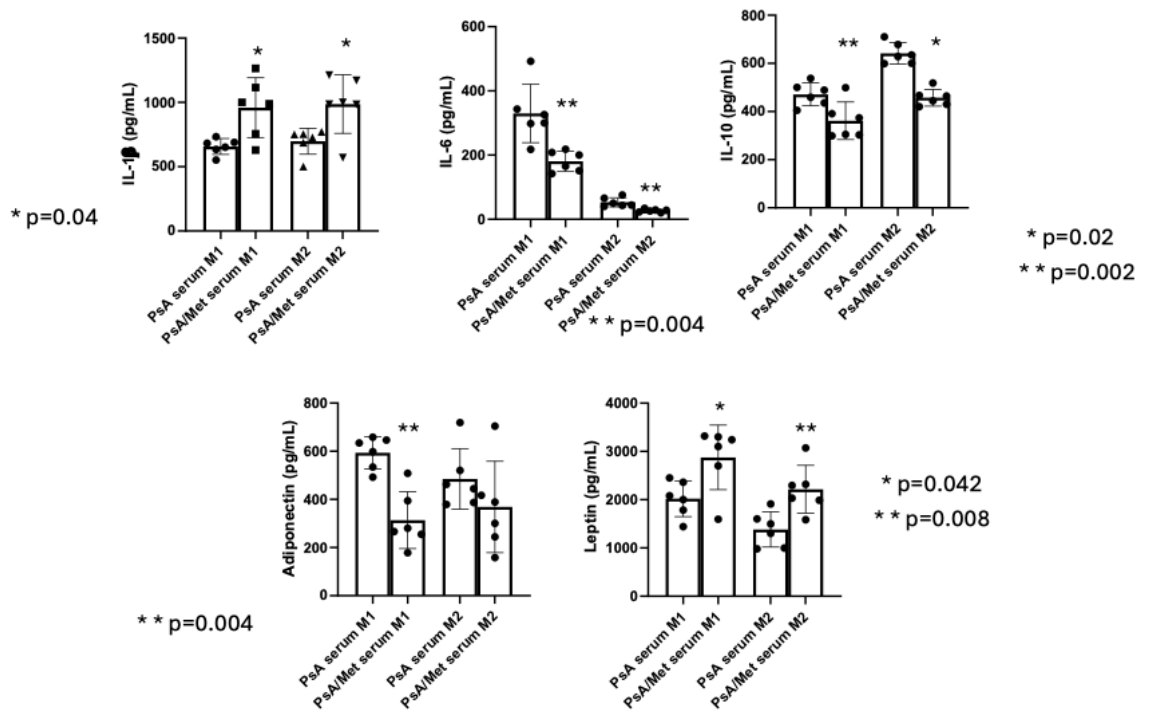 1500
1000
500
0
IL-1β (pg/mL)
*
*
PsA serum M1
PsA/Met serum M1
PsA serum M2
PsA/Met serum M2
* p=0.04
600
400
200
0
IL-6 (pg/mL)
**
**
PsA serum M1
PsA/Met serum M1
PsA serum M2
PsA/Met serum M2
**p=0.004
800
600
400
200
0
IL-10 (pg/mL)
**
*
PsA serum M1
PsA/Met serum M1
PsA serum M2
PsA/Met serum M2
* p=0.02
**p=0.002
800
600
400
200
0
Adiponectin (pg/mL)
**
PsA serum M1
PsA/Met serum M1
PsA serum M2
PsA/Met serum M2
**p=0.004
4000
3000
2000
1000
0
Leptin (pg/mL)
*
**
PsA serum M1
PsA/Met serum M1
PsA serum M2
PsA/Met serum M2
* p=0.042
**p=0.008